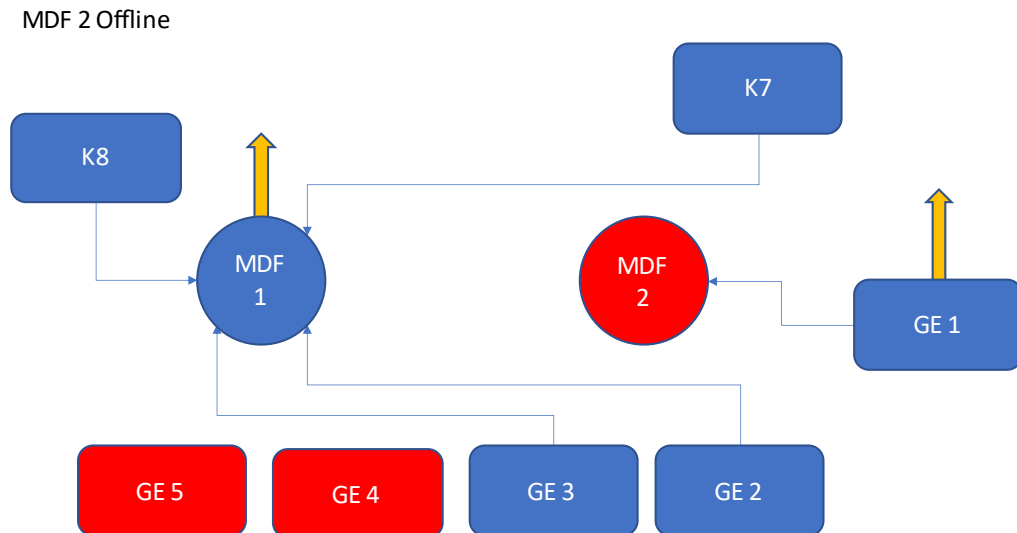 MDF 2 Offline
K7
K8
MDF
1
MDF
2
GE 1
GE 5
GE 4
GE 3
GE 2